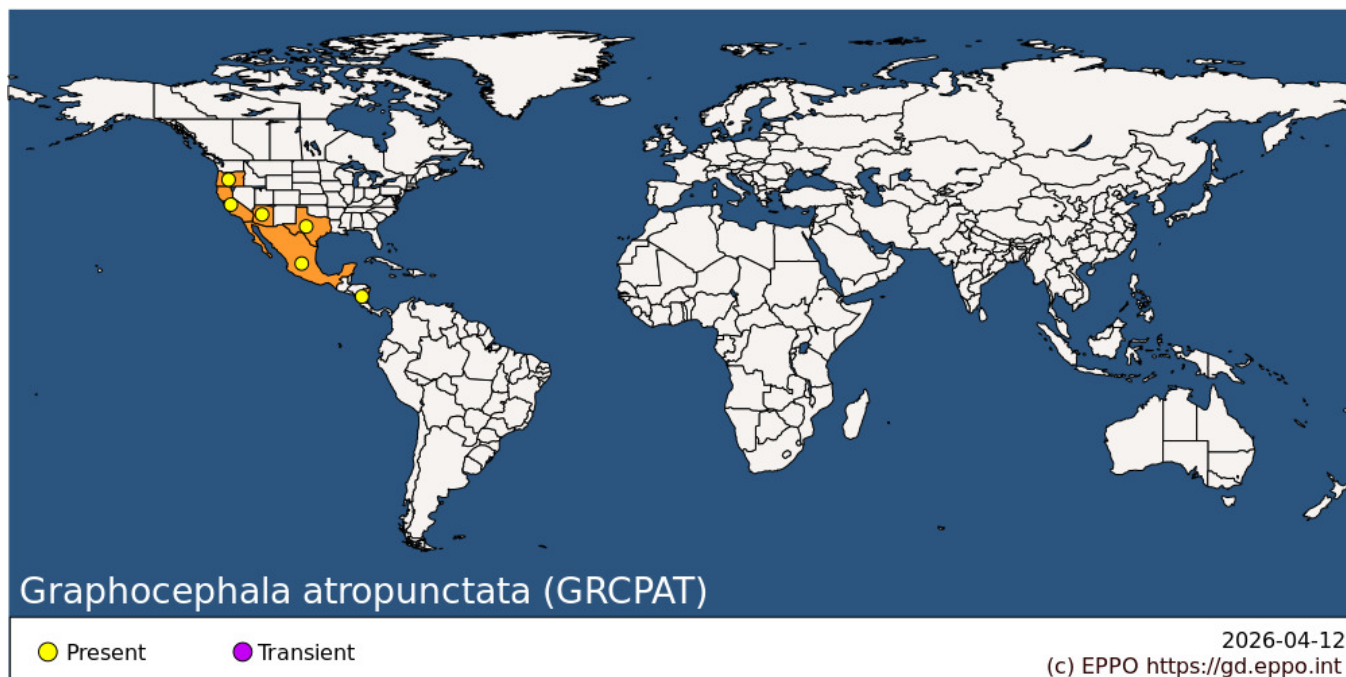 Graphocephala atropunctata (GRCPAT)
Present
Transient
2026-04-12
(c) EPPO https://gd.eppo.int